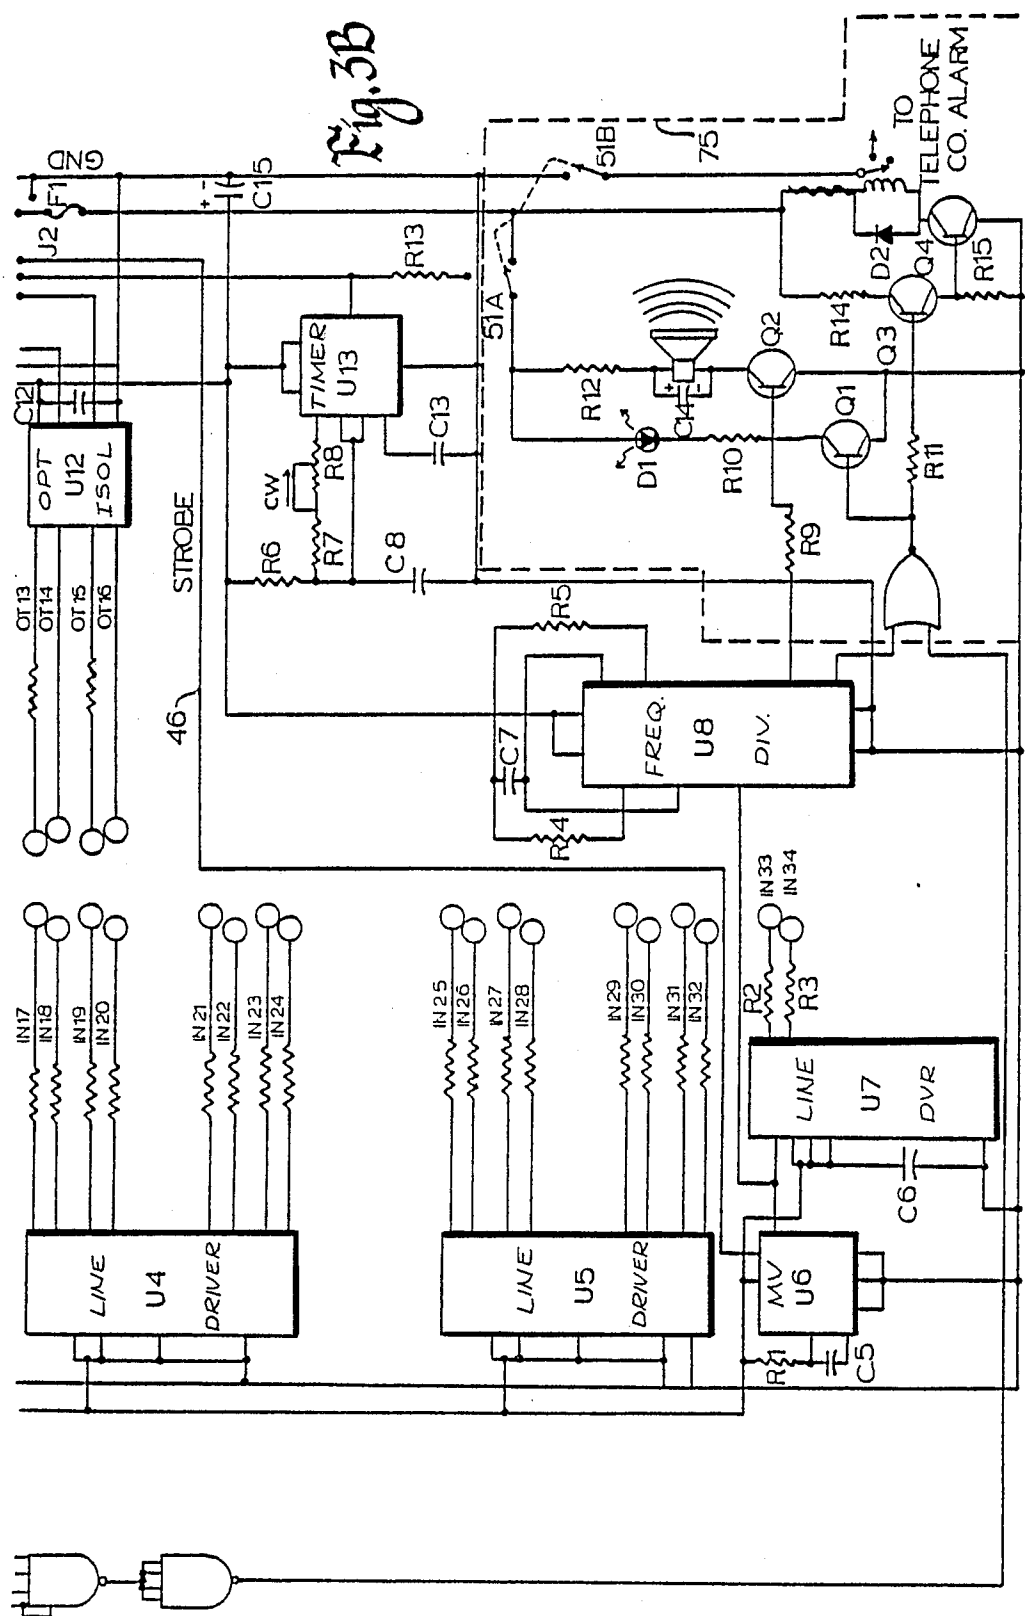 Fig. 3B
GND
F1
J2
C15
R13
51B
75
TO
TELEPHONE
CO. ALARM
51A
TIMER
U13
C12
OPT
U12
ISOL
R8
CW
R7
R6
C13
C8
STROBE
46
OT13
OT14
OT15
OT16
R12
C14
+
-
D1
R10
Q2
Q1
Q3
Q4
D2
R14
R15
R11
R9
R5
C7
R4
FREQ.
U8
DIV.
IN17
IN18
IN19
IN20
IN21
IN22
IN23
IN24
IN25
IN26
IN27
IN28
IN29
IN30
IN31
IN32
IN33
IN34
R2
R3
LINE
U4
DRIVER
LINE
U5
DRIVER
MV
U6
LINE
U7
DVR
C6
R1
C5